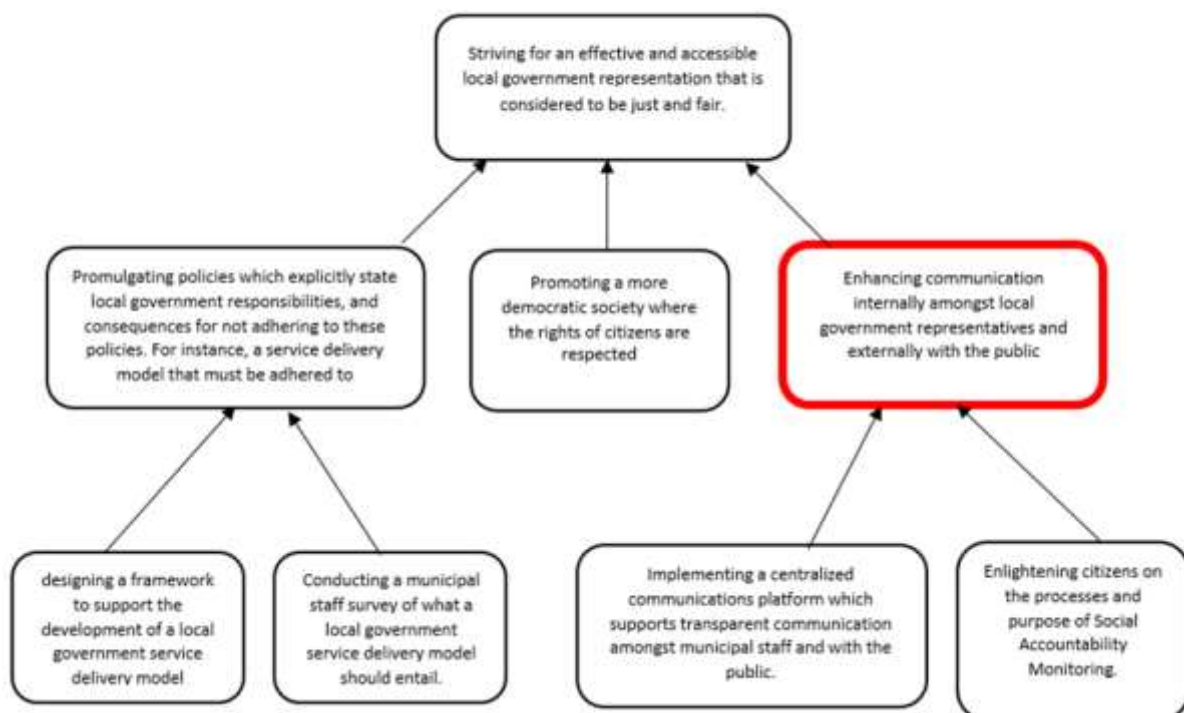 Striving for an effective and accessible
local government representation that is
considered to be just and fair.
Promulgating policies which explicitly state
local government responsibilities, and
consequences for not adhering to these
policies. For instance, a service delivery
model that must be adhered to
Promoting a more
democratic society where
the rights of citizens are
respected
Enhancing communication
internally amongst local
government representatives and
externally with the public
designing a framework
to support the
development of a local
government service
delivery model
Conducting a municipal
staff survey of what a
local government
service delivery model
should entail.
Implementing a centralized
communications platform which
supports transparent communication
amongst municipal staff and with the
public.
Enlightening citizens on
the processes and
purpose of Social
Accountability
Monitoring.